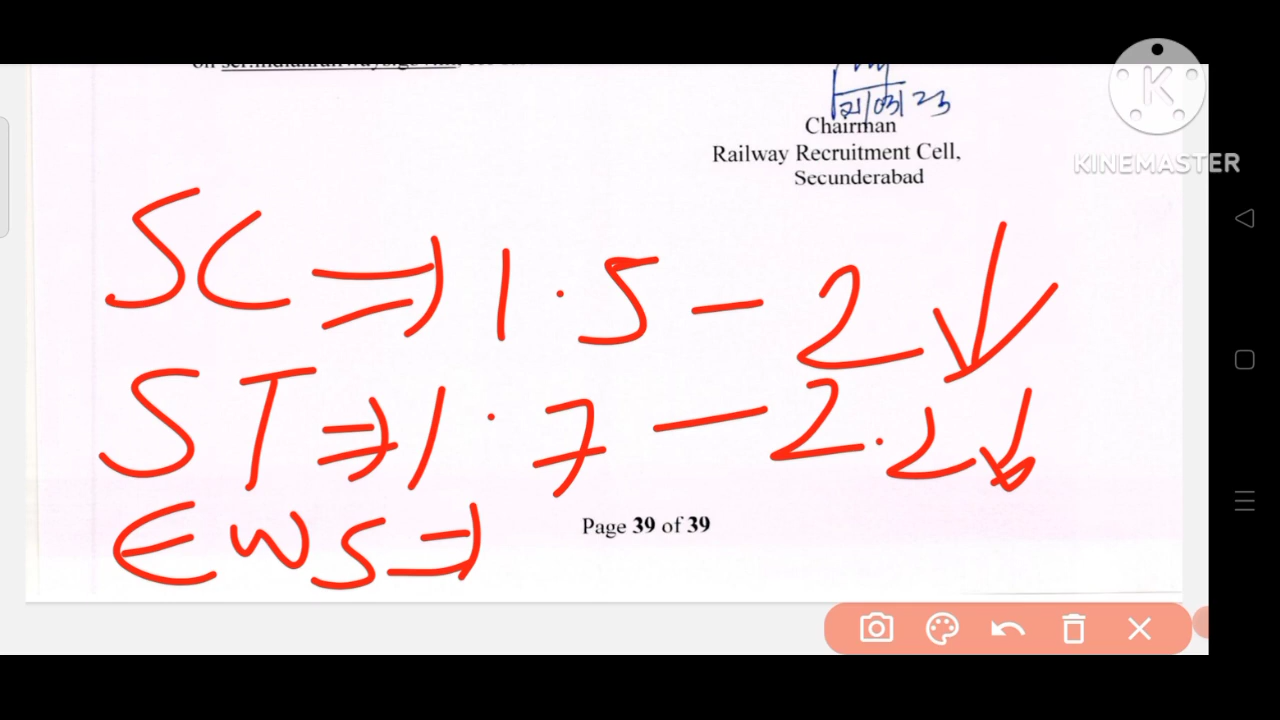 21/03/23
Chairman
Railway Recruitment Cell,
Secunderabad
KINEMASTER
SC ⇒ 1.5 - 2 ↓
ST ⇒ 1.7 - 2.2 ↓
EWS ⇒
Page 39 of 39